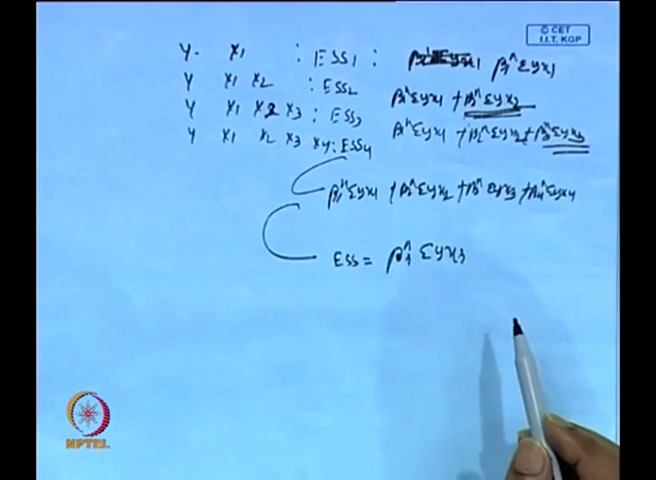 © CET
I.I.T. KGP
Y. X1 : ESS1 : β1^ΣYX1
Y X1 X2 : ESS2 β1^ΣYX1 + β2^ΣYX2
Y X1 X2 X3 : ESS3 β1^ΣYX1 + β2^ΣYX2 + β3^ΣYX3
Y X1 X2 X3 X4 : ESS4
β1^ΣYX1 + β2^ΣYX2 + β3^ΣYX3 + β4^ΣYX4
ESS = βj^ ΣYXj
NPTEL